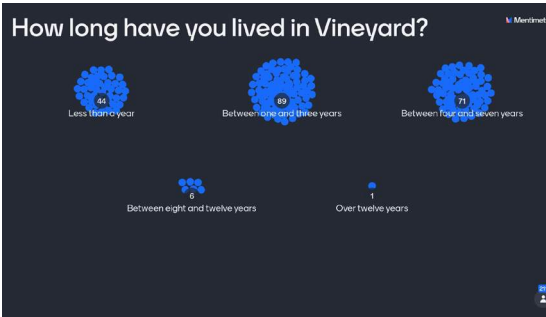 How long have you lived in Vineyard?
Mentimet
44
Less than a year
89
Between one and three years
71
Between four and seven years
6
Between eight and twelve years
1
Over twelve years